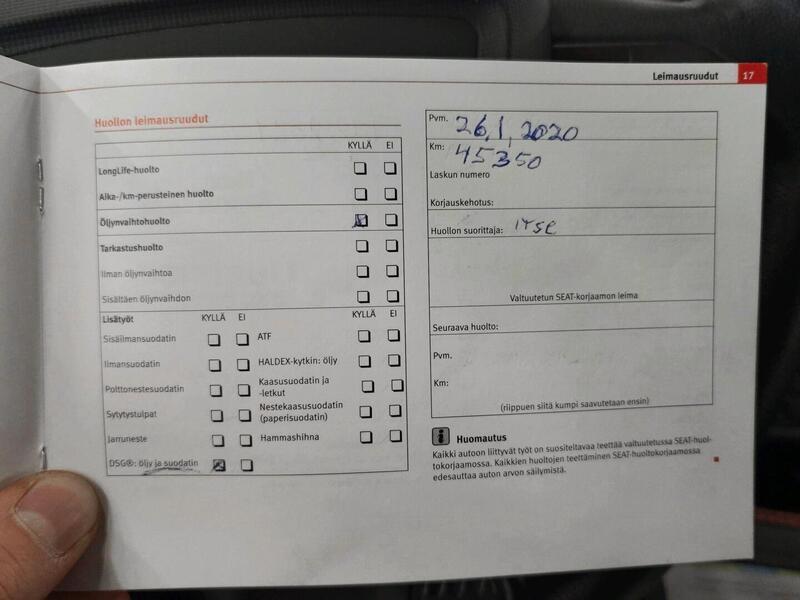 Leimausruudut 17
Huollon leimausruudut
KYLLÄ EI
LongLife-huolto
Aika-/km-perusteinen huolto
Öljynvaihtohuolto
Tarkastushuolto
Ilman öljynvaihtoa
Sisältäen öljynvaihdon
Lisätyöt KYLLÄ EI KYLLÄ EI
Sisäilmansuodatin ATF
Ilmansuodatin HALDEX-kytkin: öljy
Polttonestesuodatin Kaasusuodatin ja
-letkut
Sytytystulpat Nestekaasusuodatin
(paperisuodatin)
Jarruneste Hammashihna
DSG®: öljy ja suodatin
Pvm. 26,1,2020
Km: 45350
Laskun numero
Korjauskehotus:
Huollon suorittaja: itse
Valtuutetun SEAT-korjaamon leima
Seuraava huolto:
Pvm.
Km:
(riippuen siitä kumpi saavutetaan ensin)
i Huomautus
Kaikki autoon liittyvät työt on suositeltavaa teettää valtuutetussa SEAT-huol-
tokorjaamossa. Kaikkien huoltojen teettäminen SEAT-huoltokorjaamossa
edesauttaa auton arvon säilymistä.